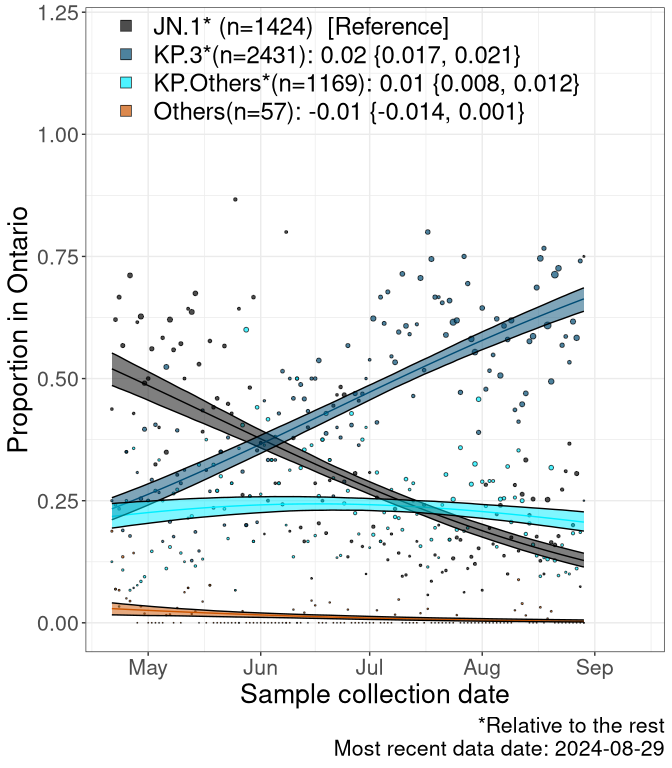 1.25
1.00
0.75
0.50
0.25
0.00
Proportion in Ontario
JN.1* (n=1424)  [Reference]
KP.3*(n=2431): 0.02 {0.017, 0.021}
KP.Others*(n=1169): 0.01 {0.008, 0.012}
Others(n=57): -0.01 {-0.014, 0.001}
May Jun Jul Aug Sep
Sample collection date
*Relative to the rest
Most recent data date: 2024-08-29